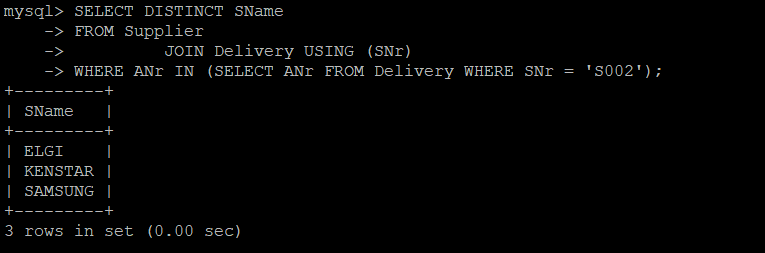 mysql> SELECT DISTINCT SName
    -> FROM Supplier
    ->          JOIN Delivery USING (SNr)
    -> WHERE ANr IN (SELECT ANr FROM Delivery WHERE SNr = 'S002');
+---------+
| SName   |
+---------+
| ELGI    |
| KENSTAR |
| SAMSUNG |
+---------+
3 rows in set (0.00 sec)